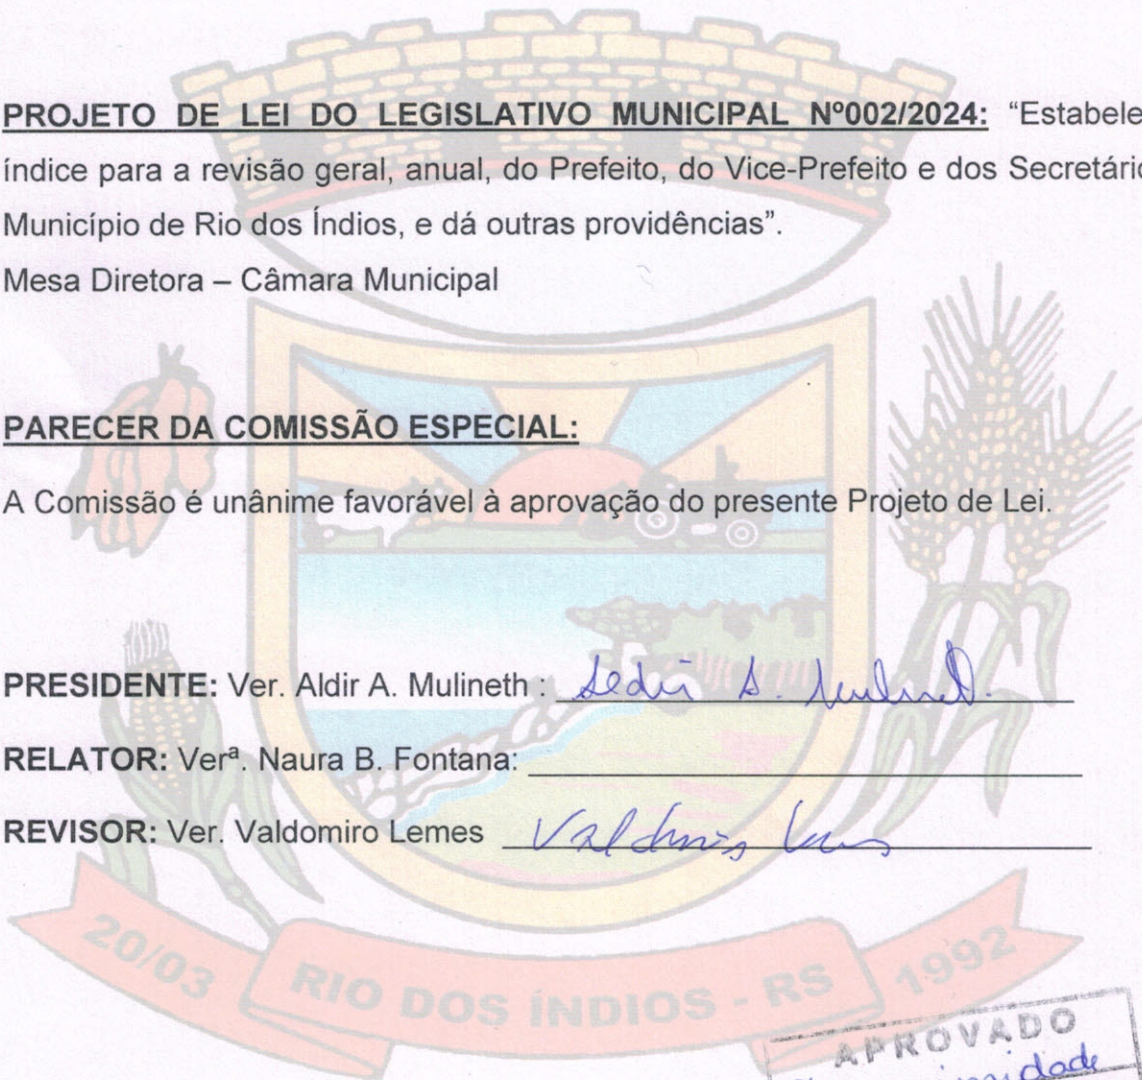 PROJETO DE LEI DO LEGISLATIVO MUNICIPAL Nº002/2024: “Estabele
índice para a revisão geral, anual, do Prefeito, do Vice-Prefeito e dos Secretário
Município de Rio dos Índios, e dá outras providências”.
Mesa Diretora – Câmara Municipal
PARECER DA COMISSÃO ESPECIAL:
A Comissão é unânime favorável à aprovação do presente Projeto de Lei.
PRESIDENTE: Ver. Aldir A. Mulineth :
RELATOR: Verª. Naura B. Fontana:
REVISOR: Ver. Valdomiro Lemes
20/03 RIO DOS ÍNDIOS - RS 1992
APROVADO